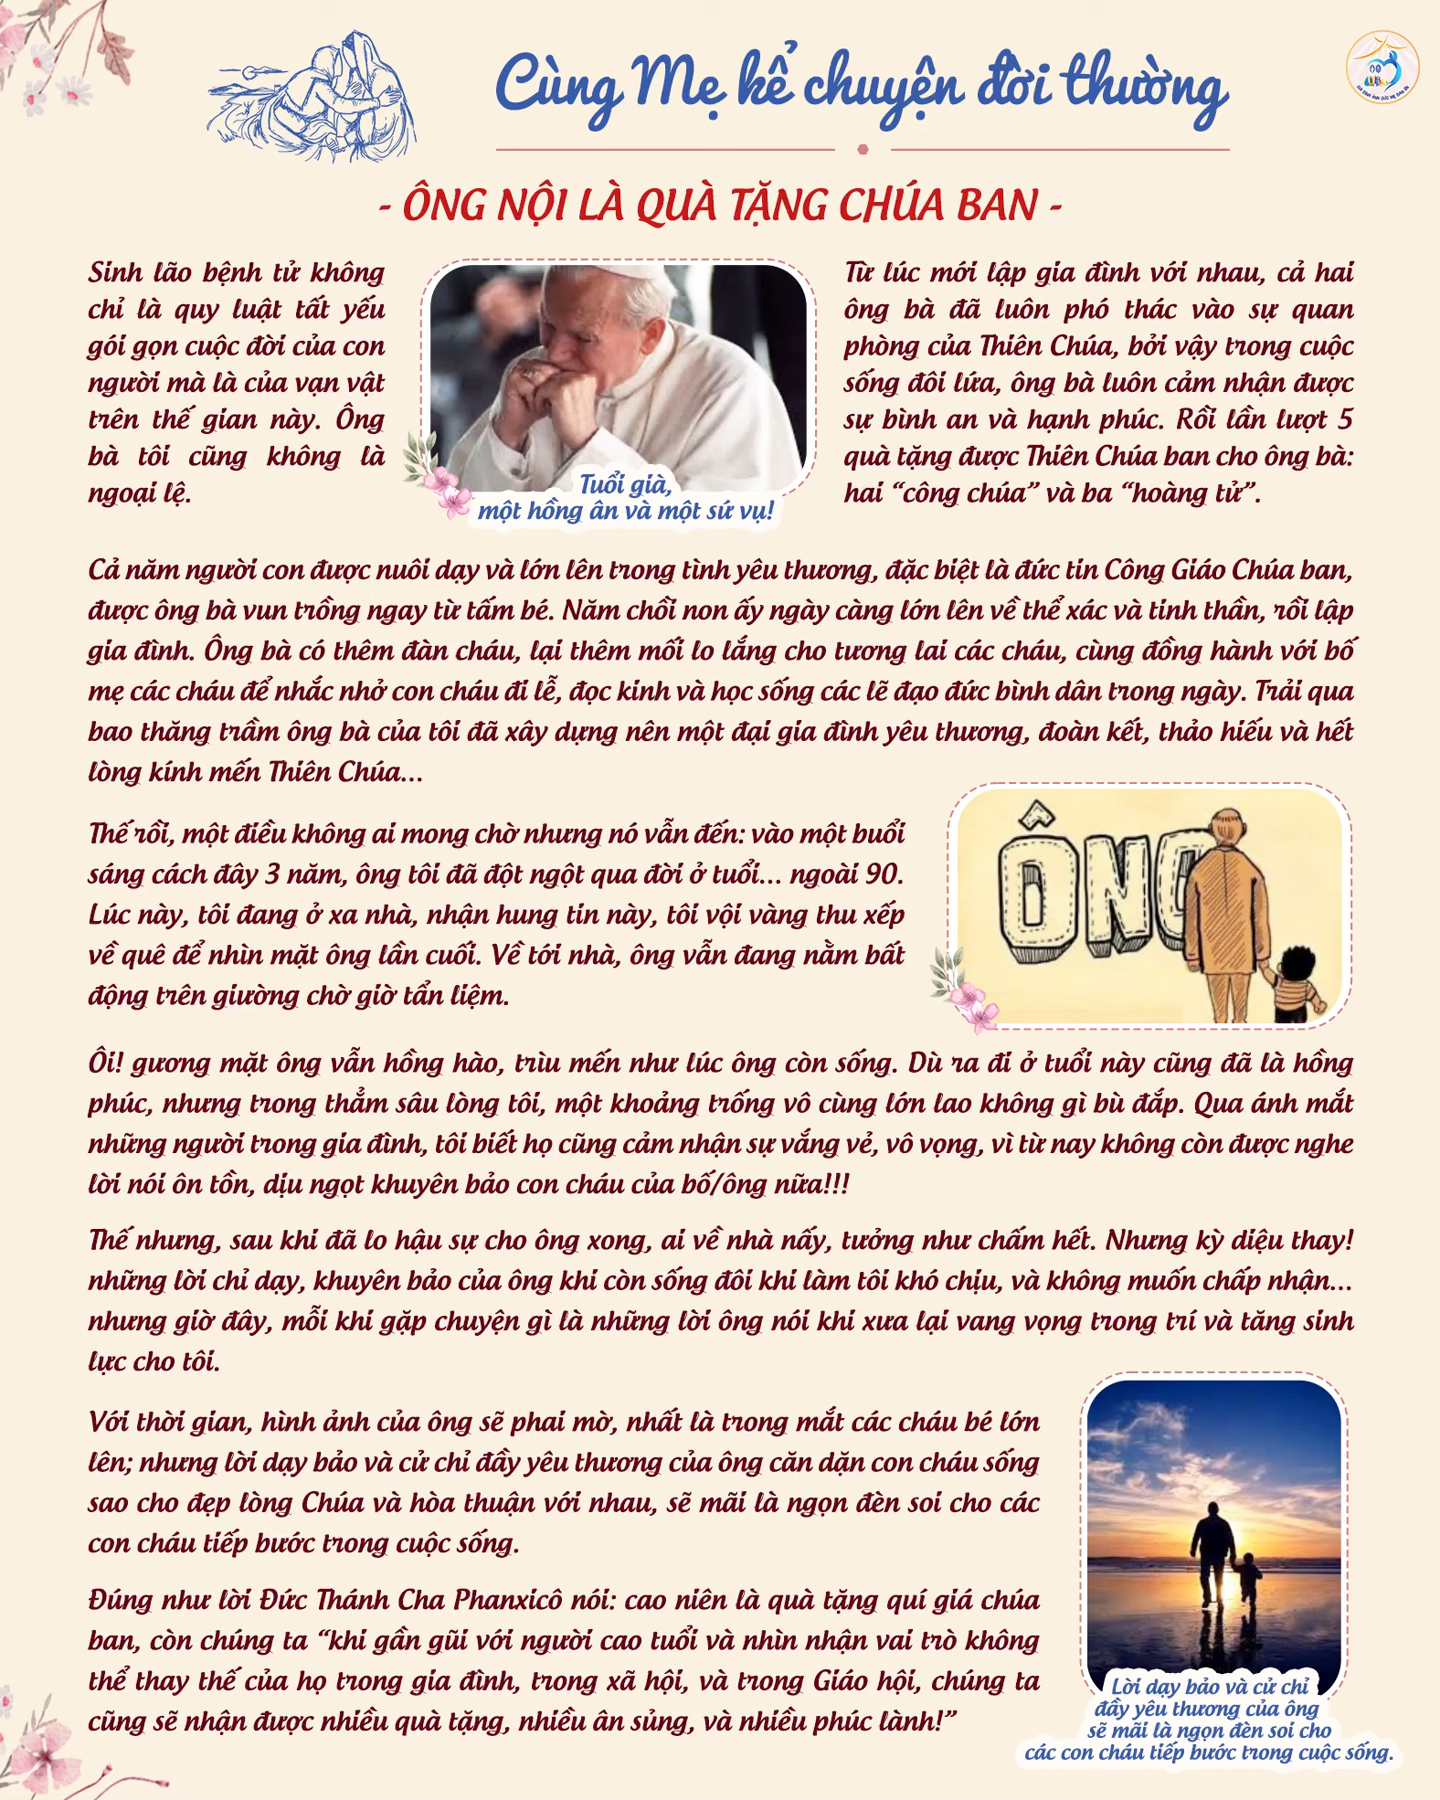 Cùng Mẹ kể chuyện đời thường
- ÔNG NỘI LÀ QUÀ TẶNG CHÚA BAN -
Sinh lão bệnh tử không
chỉ là quy luật tất yếu
gói gọn cuộc đời của con
người mà là của vạn vật
trên thế gian này. Ông
bà tôi cũng không là
ngoại lệ.
Tuổi già,
một hồng ân và một sứ vụ!
Từ lúc mới lập gia đình với nhau, cả hai
ông bà đã luôn phó thác vào sự quan
phòng của Thiên Chúa, bởi vậy trong cuộc
sống đôi lứa, ông bà luôn cảm nhận được
sự bình an và hạnh phúc. Rồi lần lượt 5
quà tặng được Thiên Chúa ban cho ông bà:
hai “công chúa” và ba “hoàng tử”.
Cả năm người con được nuôi dạy và lớn lên trong tình yêu thương, đặc biệt là đức tin Công Giáo Chúa ban,
được ông bà vun trồng ngay từ tấm bé. Năm chồi non ấy ngày càng lớn lên về thể xác và tinh thần, rồi lập
gia đình. Ông bà có thêm đàn cháu, lại thêm mối lo lắng cho tương lai các cháu, cùng đồng hành với bố
mẹ các cháu để nhắc nhở con cháu đi lễ, đọc kinh và học sống các lẽ đạo đức bình dân trong ngày. Trải qua
bao thăng trầm ông bà của tôi đã xây dựng nên một đại gia đình yêu thương, đoàn kết, thảo hiếu và hết
lòng kính mến Thiên Chúa...
Thế rồi, một điều không ai mong chờ nhưng nó vẫn đến: vào một buổi
sáng cách đây 3 năm, ông tôi đã đột ngột qua đời ở tuổi... ngoài 90.
Lúc này, tôi đang ở xa nhà, nhận hung tin này, tôi vội vàng thu xếp
về quê để nhìn mặt ông lần cuối. Về tới nhà, ông vẫn đang nằm bất
động trên giường chờ giờ tẩn liệm.
ÔNG
Ôi! gương mặt ông vẫn hồng hào, trìu mến như lúc ông còn sống. Dù ra đi ở tuổi này cũng đã là hồng
phúc, nhưng trong thẳm sâu lòng tôi, một khoảng trống vô cùng lớn lao không gì bù đắp. Qua ánh mắt
những người trong gia đình, tôi biết họ cũng cảm nhận sự vắng vẻ, vô vọng, vì từ nay không còn được nghe
lời nói ôn tồn, dịu ngọt khuyên bảo con cháu của bố/ông nữa!!!
Thế nhưng, sau khi đã lo hậu sự cho ông xong, ai về nhà nấy, tưởng như chấm hết. Nhưng kỳ diệu thay!
những lời chỉ dạy, khuyên bảo của ông khi còn sống đôi khi làm tôi khó chịu, và không muốn chấp nhận...
nhưng giờ đây, mỗi khi gặp chuyện gì là những lời ông nói khi xưa lại vang vọng trong trí và tăng sinh
lực cho tôi.
Với thời gian, hình ảnh của ông sẽ phai mờ, nhất là trong mắt các cháu bé lớn
lên; nhưng lời dạy bảo và cử chỉ đầy yêu thương của ông căn dặn con cháu sống
sao cho đẹp lòng Chúa và hòa thuận với nhau, sẽ mãi là ngọn đèn soi cho các
con cháu tiếp bước trong cuộc sống.
Đúng như lời Đức Thánh Cha Phanxicô nói: cao niên là quà tặng quí giá chúa
ban, còn chúng ta “khi gần gũi với người cao tuổi và nhìn nhận vai trò không
thể thay thế của họ trong gia đình, trong xã hội, và trong Giáo hội, chúng ta
cũng sẽ nhận được nhiều quà tặng, nhiều ân sủng, và nhiều phúc lành!”
Lời dạy bảo và cử chỉ
đầy yêu thương của ông
sẽ mãi là ngọn đèn soi cho
các con cháu tiếp bước trong cuộc sống.